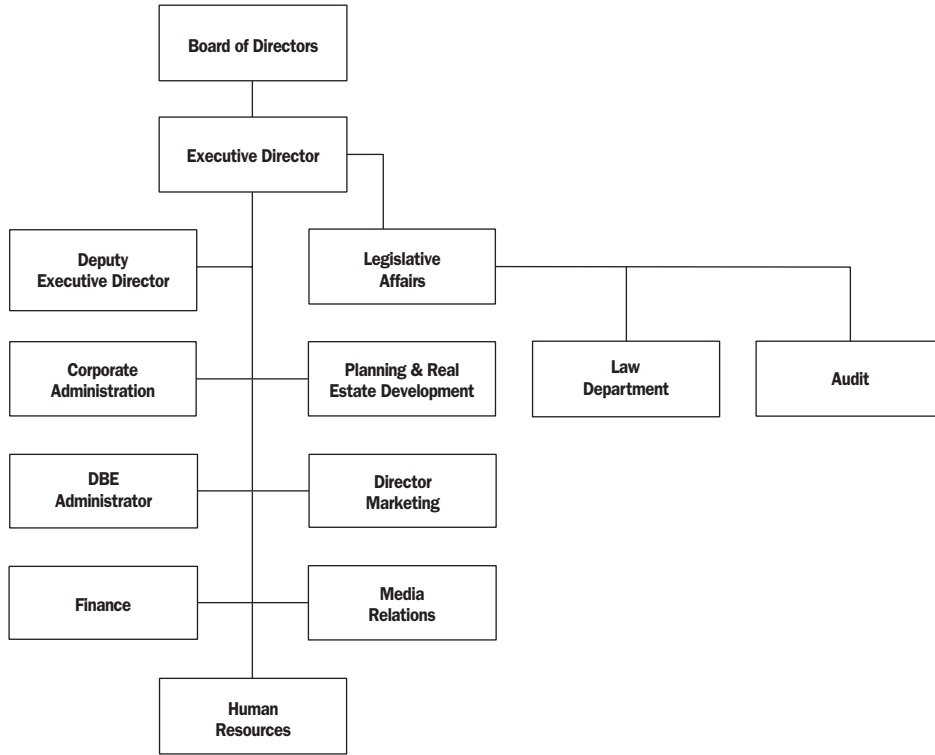 Board of Directors
Executive Director
Deputy
Executive Director
Legislative
Affairs
Corporate
Administration
Planning & Real
Estate Development
Law
Department
Audit
DBE
Administrator
Director
Marketing
Finance
Media
Relations
Human
Resources